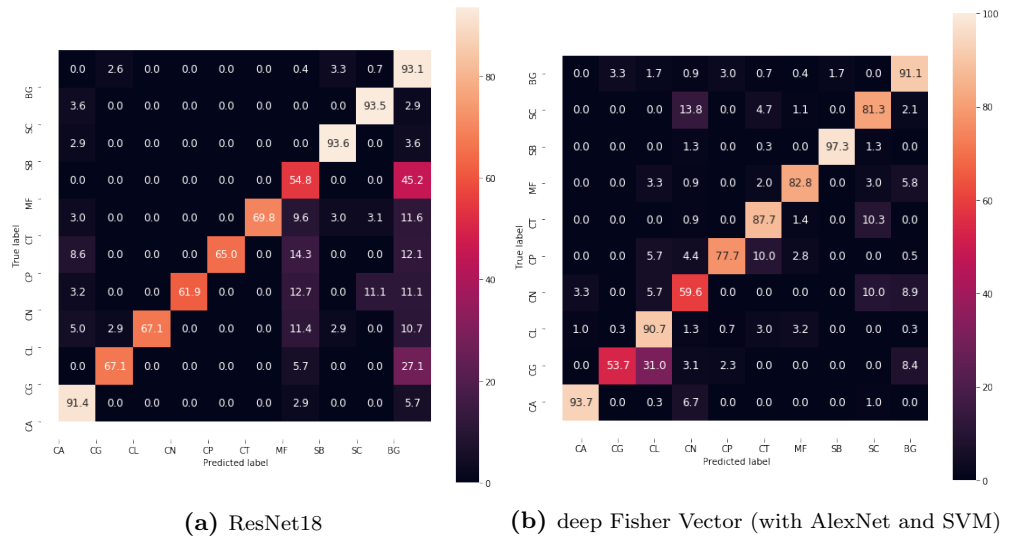 0.0 2.6 0.0 0.0 0.0 0.0 0.4 3.3 0.7 93.1
3.6 0.0 0.0 0.0 0.0 0.0 0.0 0.0 93.5 2.9
2.9 0.0 0.0 0.0 0.0 0.0 0.0 93.6 0.0 3.6
0.0 0.0 0.0 0.0 0.0 0.0 54.8 0.0 0.0 45.2
3.0 0.0 0.0 0.0 0.0 69.8 9.6 3.0 3.1 11.6
8.6 0.0 0.0 0.0 65.0 0.0 14.3 0.0 0.0 12.1
3.2 0.0 0.0 61.9 0.0 0.0 12.7 0.0 11.1 11.1
5.0 2.9 67.1 0.0 0.0 0.0 11.4 2.9 0.0 10.7
0.0 67.1 0.0 0.0 0.0 0.0 5.7 0.0 0.0 27.1
91.4 0.0 0.0 0.0 0.0 0.0 2.9 0.0 0.0 5.7
BG
SC
SB
MF
CT
CP
CN
CL
CG
CA
True label
CA CG CL CN CP CT MF SB SC BG
Predicted label
80
60
40
20
0
(a) ResNet18
0.0 3.3 1.7 0.9 3.0 0.7 0.4 1.7 0.0 91.1
0.0 0.0 0.0 13.8 0.0 4.7 1.1 0.0 81.3 2.1
0.0 0.0 0.0 1.3 0.0 0.3 0.0 97.3 1.3 0.0
0.0 0.0 3.3 0.9 0.0 2.0 82.8 0.0 3.0 5.8
0.0 0.0 0.0 0.9 0.0 87.7 1.4 0.0 10.3 0.0
0.0 0.0 5.7 4.4 77.7 10.0 2.8 0.0 0.0 0.5
3.3 0.0 5.7 59.6 0.0 0.0 0.0 0.0 10.0 8.9
1.0 0.3 90.7 1.3 0.7 3.0 3.2 0.0 0.0 0.3
0.0 53.7 31.0 3.1 2.3 0.0 0.0 0.0 0.0 8.4
93.7 0.0 0.3 6.7 0.0 0.0 0.0 0.0 1.0 0.0
BG
SC
SB
MF
CT
CP
CN
CL
CG
CA
True label
CA CG CL CN CP CT MF SB SC BG
Predicted label
100
80
60
40
20
0
(b) deep Fisher Vector (with AlexNet and SVM)